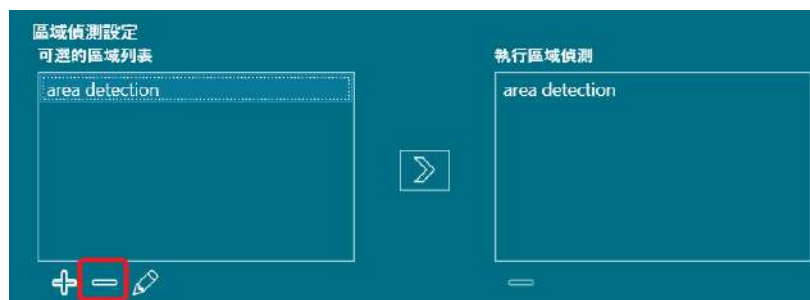 區域偵測設定
可選的區域列表
執行區域偵測
area detection
area detection